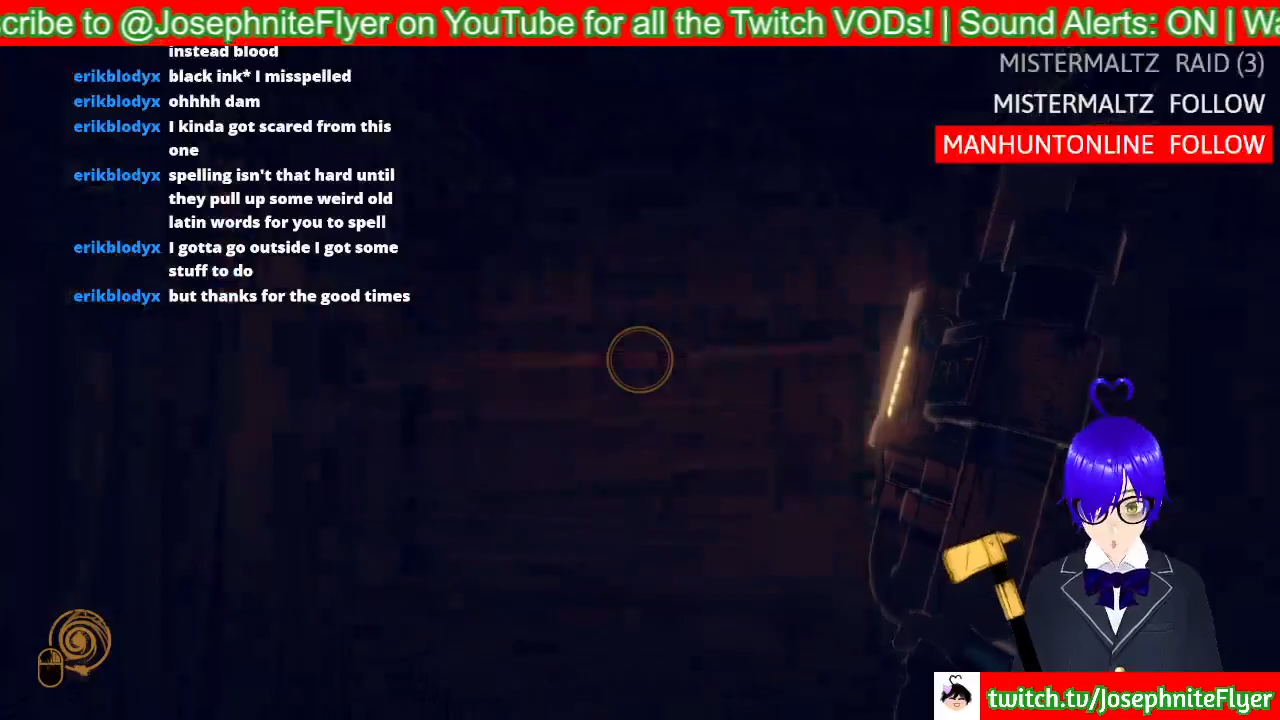 scribe to @JosephniteFlyer on YouTube for all the Twitch VODs! | Sound Alerts: ON | Wa
instead blood
erikblodyx black ink* I misspelled
erikblodyx ohhhh dam
erikblodyx I kinda got scared from this
one
erikblodyx spelling isn't that hard until
they pull up some weird old
latin words for you to spell
erikblodyx I gotta go outside I got some
stuff to do
erikblodyx but thanks for the good times
MISTERMALTZ RAID (3)
MISTERMALTZ FOLLOW
MANHUNTONLINE FOLLOW
twitch.tv/JosephniteFlyer